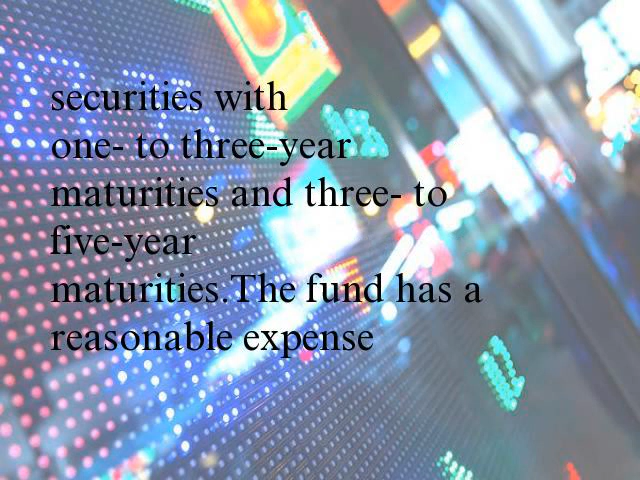 securities with
one- to three-year
maturities and three- to
five-year
maturities.The fund has a
reasonable expense